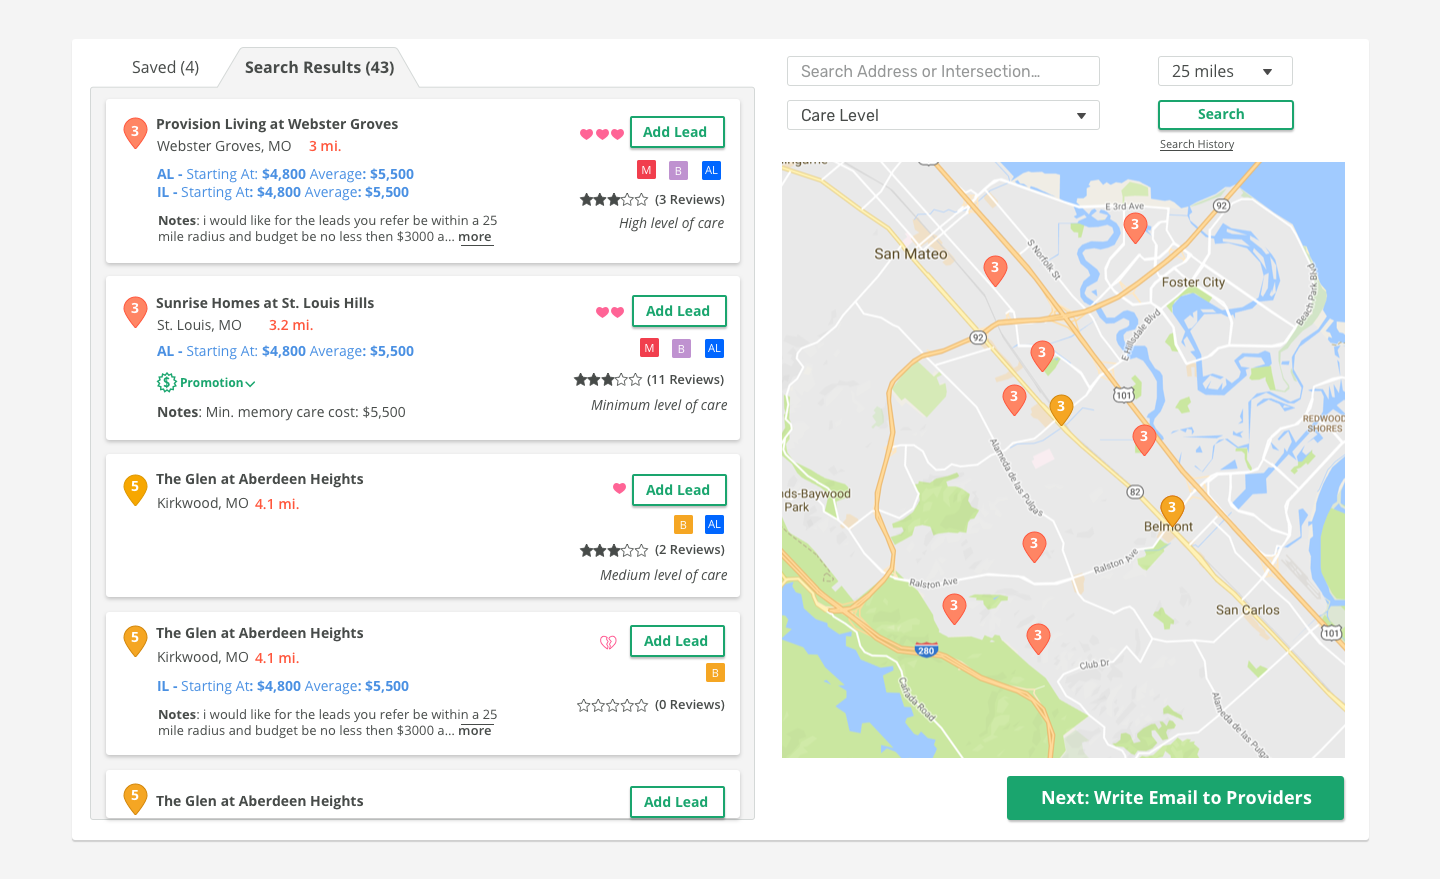 Saved (4)
Search Results (43)
3
Provision Living at Webster Groves
Webster Groves, MO 3 mi.
AL - Starting At: $4,800 Average: $5,500
IL - Starting At: $4,800 Average: $5,500
Notes: i would like for the leads you refer be within a 25
mile radius and budget be no less then $3000 a... more
Add Lead
M B AL
(3 Reviews)
High level of care
3
Sunrise Homes at St. Louis Hills
St. Louis, MO 3.2 mi.
AL - Starting At: $4,800 Average: $5,500
$ Promotion
Notes: Min. memory care cost: $5,500
Add Lead
M B AL
(11 Reviews)
Minimum level of care
5
The Glen at Aberdeen Heights
Kirkwood, MO 4.1 mi.
Add Lead
B AL
(2 Reviews)
Medium level of care
5
The Glen at Aberdeen Heights
Kirkwood, MO 4.1 mi.
IL - Starting At: $4,800 Average: $5,500
Notes: i would like for the leads you refer be within a 25
mile radius and budget be no less then $3000 a... more
Add Lead
B
(0 Reviews)
5
The Glen at Aberdeen Heights
Add Lead
Search Address or Intersection...
25 miles
Care Level
Search
Search History
E 3rd Ave
92
3
San Mateo
S Norfolk St
3
Foster City
Beach Park Blvd
E Hillsdale Blvd
92
3
101
3
3
REDWOOD
SHORES
3
Alameda de las Pulgas
82
nds-Baywood
Park
3
Belmont
3
Ralston Ave
Ralston Ave
3
San Carlos
101
3
280
Club Dr
Cañada Road
Alameda de las Pulga
Next: Write Email to Providers